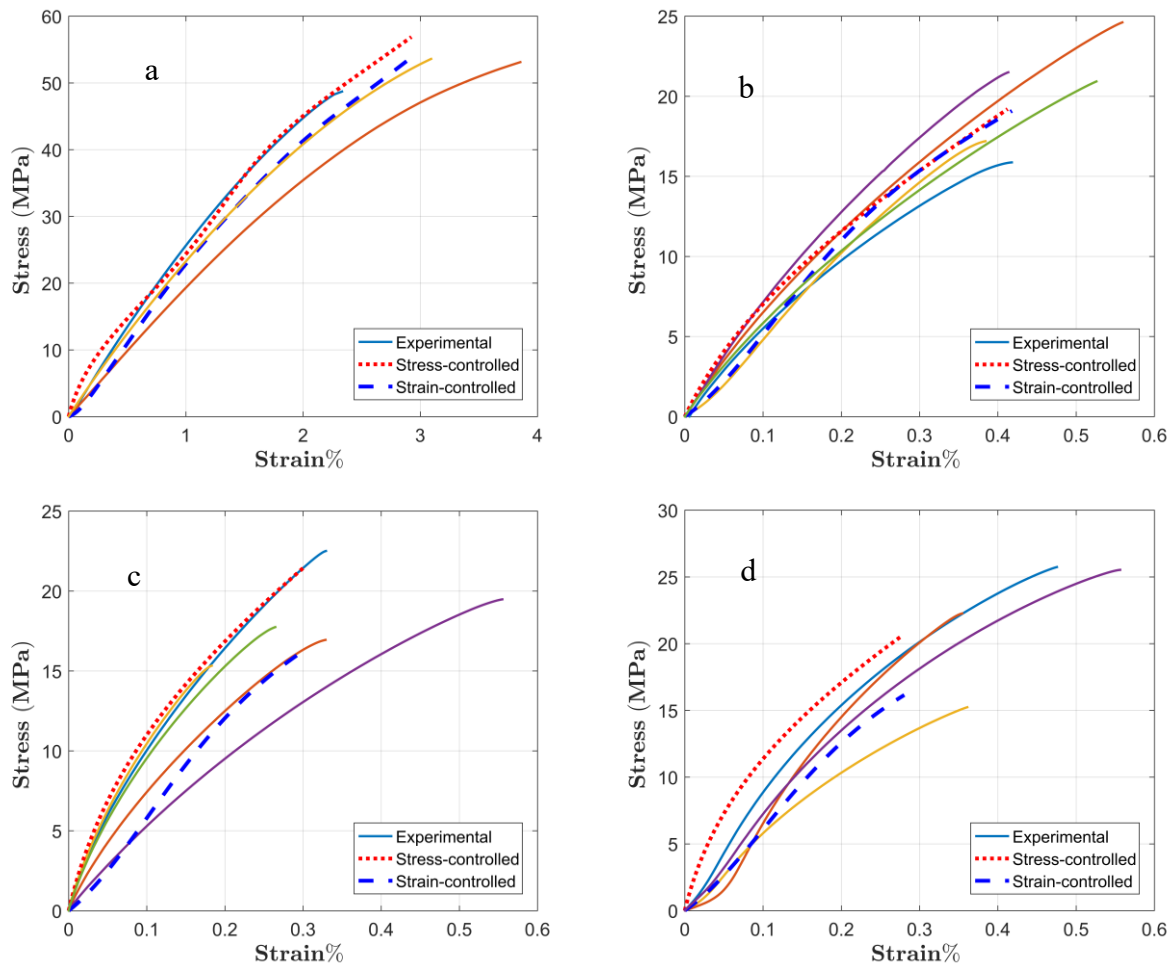 60
50
40
30
20
10
0
Stress (MPa)
a
Experimental
Stress-controlled
Strain-controlled
0 1 2 3 4
Strain%
25
20
15
10
5
0
Stress (MPa)
b
Experimental
Stress-controlled
Strain-controlled
0 0.1 0.2 0.3 0.4 0.5 0.6
Strain%
25
20
15
10
5
0
Stress (MPa)
c
Experimental
Stress-controlled
Strain-controlled
0 0.1 0.2 0.3 0.4 0.5 0.6
Strain%
30
25
20
15
10
5
0
Stress (MPa)
d
Experimental
Stress-controlled
Strain-controlled
0 0.1 0.2 0.3 0.4 0.5 0.6
Strain%